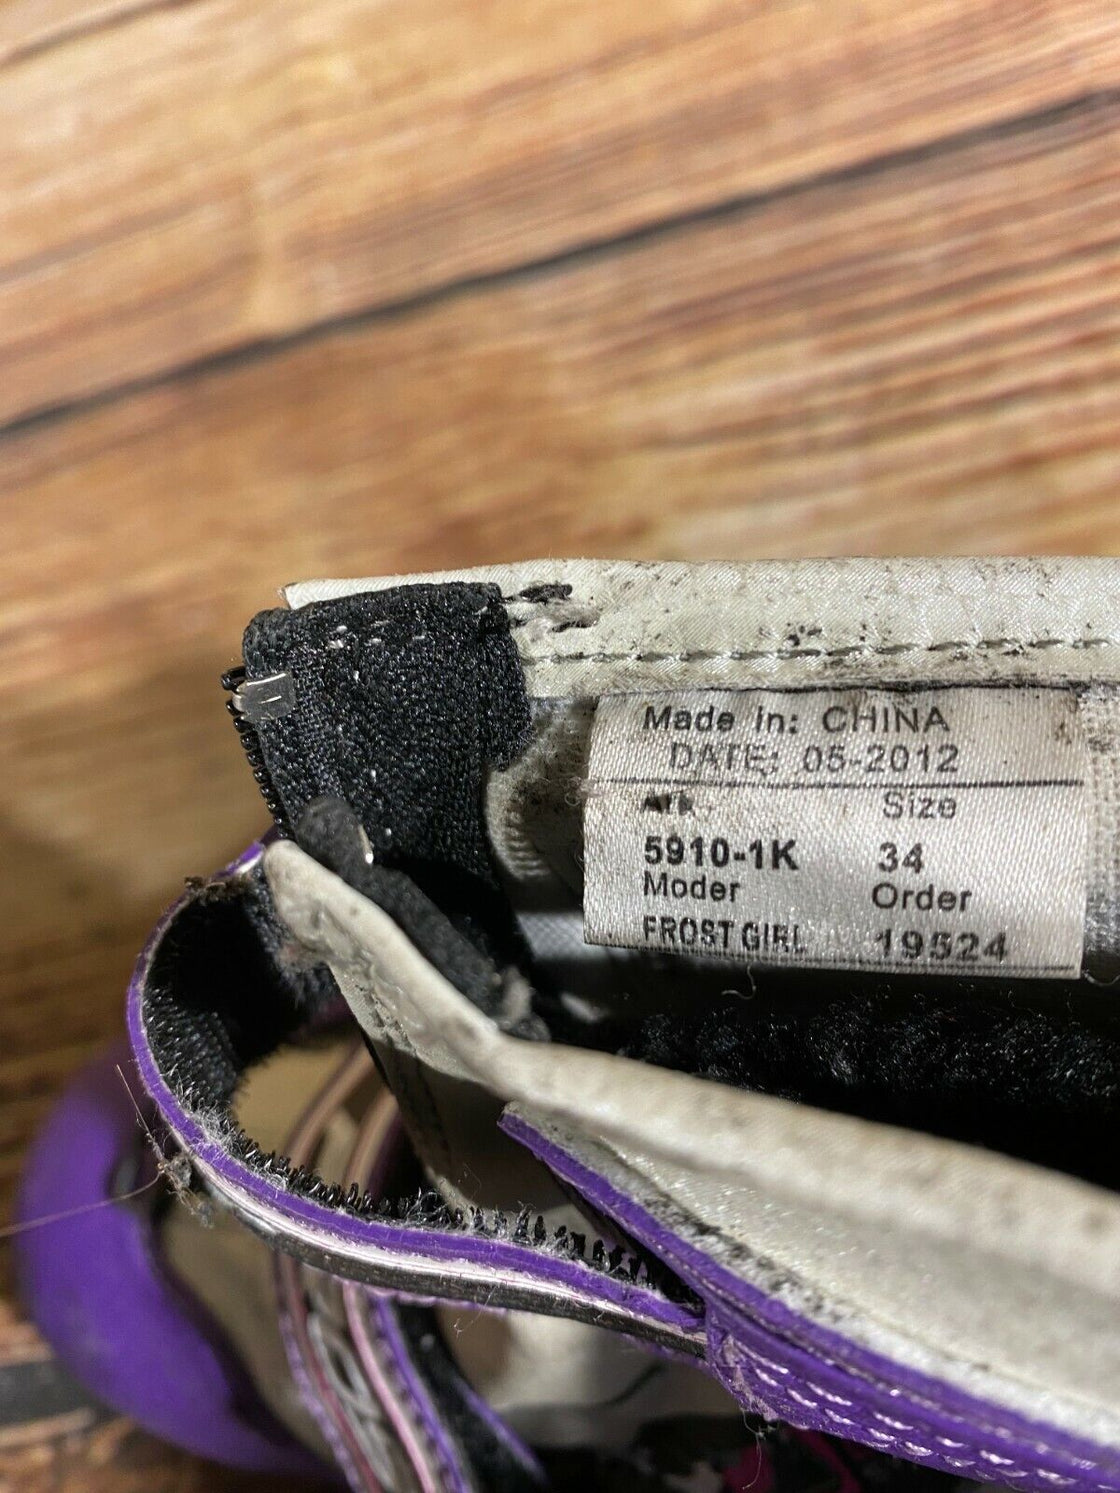 Made in: CHINA
DATE: 05-2012
Size
5910-1K 34
Moder Order
FROST GIRL 19524